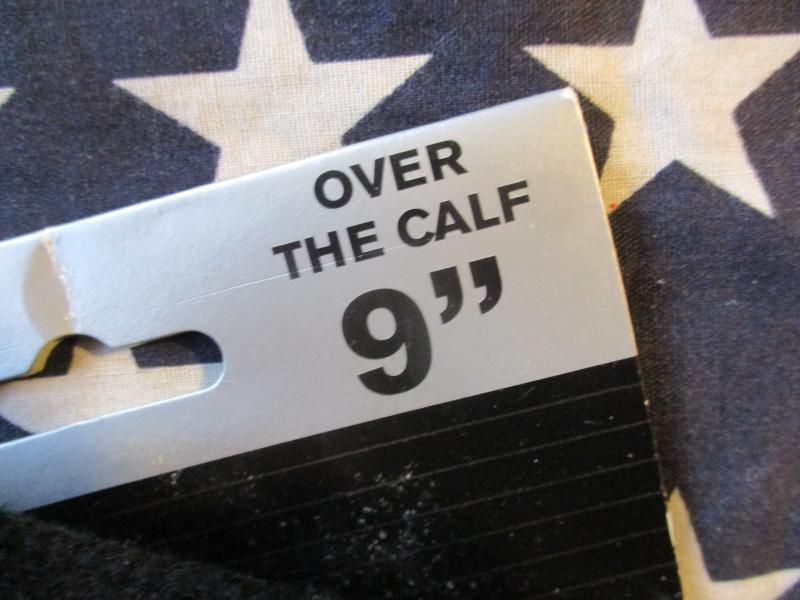 OVER
THE CALF
9”